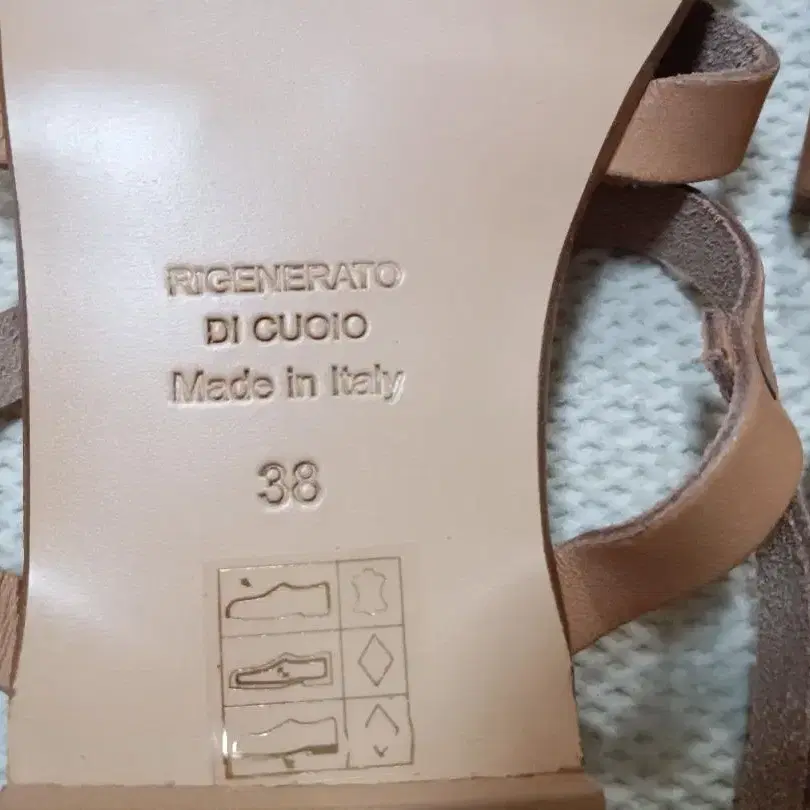 RIGENERATO
DI CUOIO
Made in Italy
38